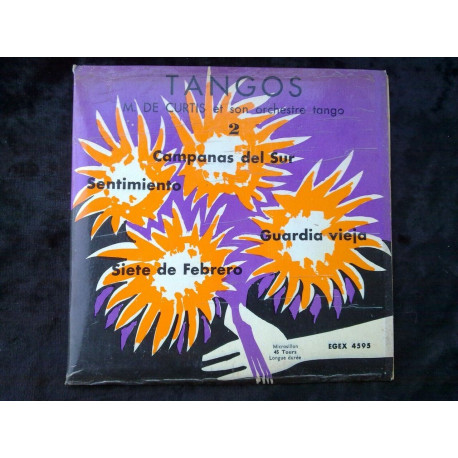 TANGOS
M. DE CURTIS et son orchestre tango
2
Campanas del Sur
Sentimiento
Guardia vieja
Siete de Febrero
Microsillon
45 Tours
Longue durée
EGEX 4595